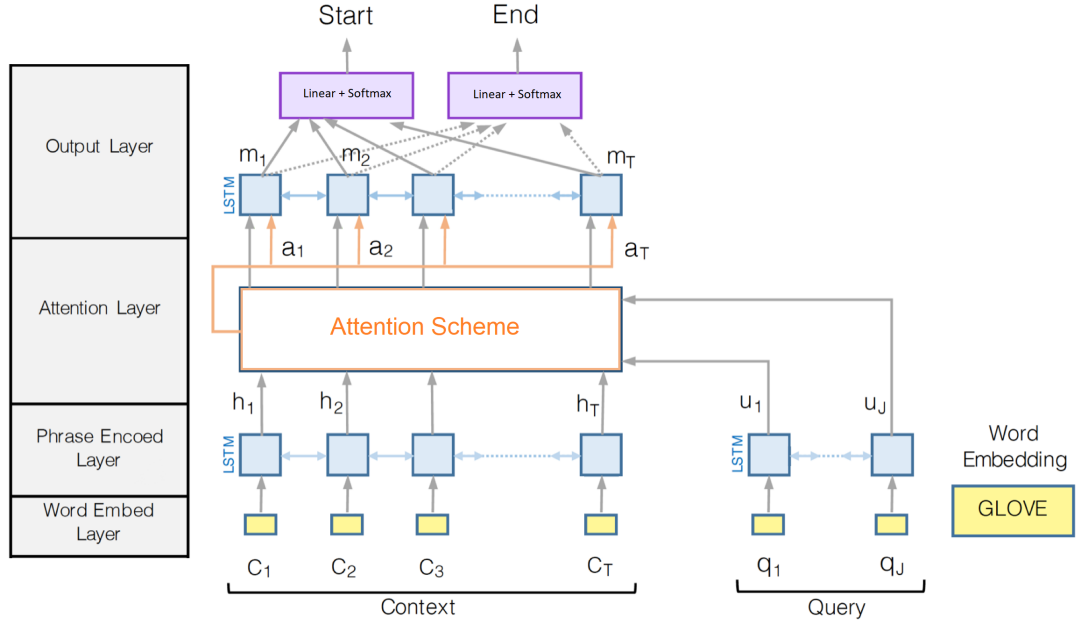 Start
End
Linear + Softmax
Linear + Softmax
Output Layer
m1
m2
mT
LSTM
a1
a2
aT
Attention Layer
Attention Scheme
h1
h2
hT
u1
uJ
Phrase Encoed
Layer
LSTM
LSTM
Word
Embedding
GLOVE
Word Embed
Layer
C1
C2
C3
CT
q1
qJ
Context
Query